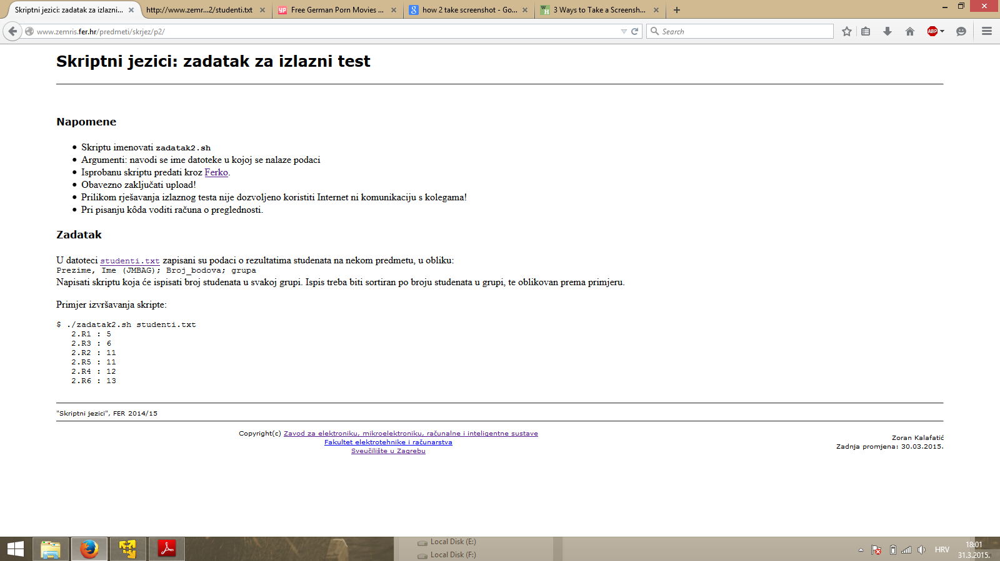 Skriptni jezici: zadatak za izlazni...
http://www.zemr...2/studenti.txt
Free German Porn Movies ...
how 2 take screenshot - Go...
3 Ways to Take a Screensh...
www.zemris.fer.hr/predmeti/skrjez/p2/
Search
ABP
Skriptni jezici: zadatak za izlazni test
Napomene
Skriptu imenovati zadatak2.sh
Argumenti: navodi se ime datoteke u kojoj se nalaze podaci
Isprobanu skriptu predati kroz Ferko.
Obavezno zaključati upload!
Prilikom rješavanja izlaznog testa nije dozvoljeno koristiti Internet ni komunikaciju s kolegama!
Pri pisanju kôda voditi računa o preglednosti.
Zadatak
U datoteci studenti.txt zapisani su podaci o rezultatima studenata na nekom predmetu, u obliku:
Prezime, Ime (JMBAG); Broj_bodova; grupa
Napisati skriptu koja će ispisati broj studenata u svakoj grupi. Ispis treba biti sortiran po broju studenata u grupi, te oblikovan prema primjeru.
Primjer izvršavanja skripte:
$ ./zadatak2.sh studenti.txt
2.R1 : 5
2.R3 : 6
2.R2 : 11
2.R5 : 11
2.R4 : 12
2.R6 : 13
"Skriptni jezici", FER 2014/15
Copyright(c) Zavod za elektroniku, mikroelektroniku, računalne i inteligentne sustave
Fakultet elektrotehnike i računarstva
Sveučilište u Zagrebu
Zoran Kalafatić
Zadnja promjena: 30.03.2015.
Local Disk (E:)
Local Disk (F:)
HRV
18:01
31.3.2015.